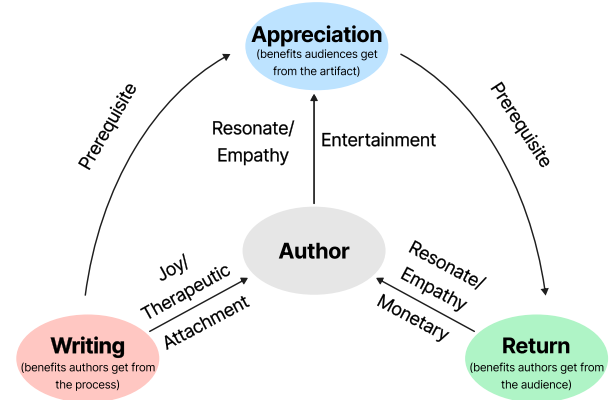 Appreciation
(benefits audiences get
from the artifact)
Prerequisite
Prerequisite
Resonate/
Empathy
Entertainment
Author
Joy/
Therapeutic
Attachment
Resonate/
Empathy
Monetary
Writing
(benefits authors get from
the process)
Return
(benefits authors get from
the audience)